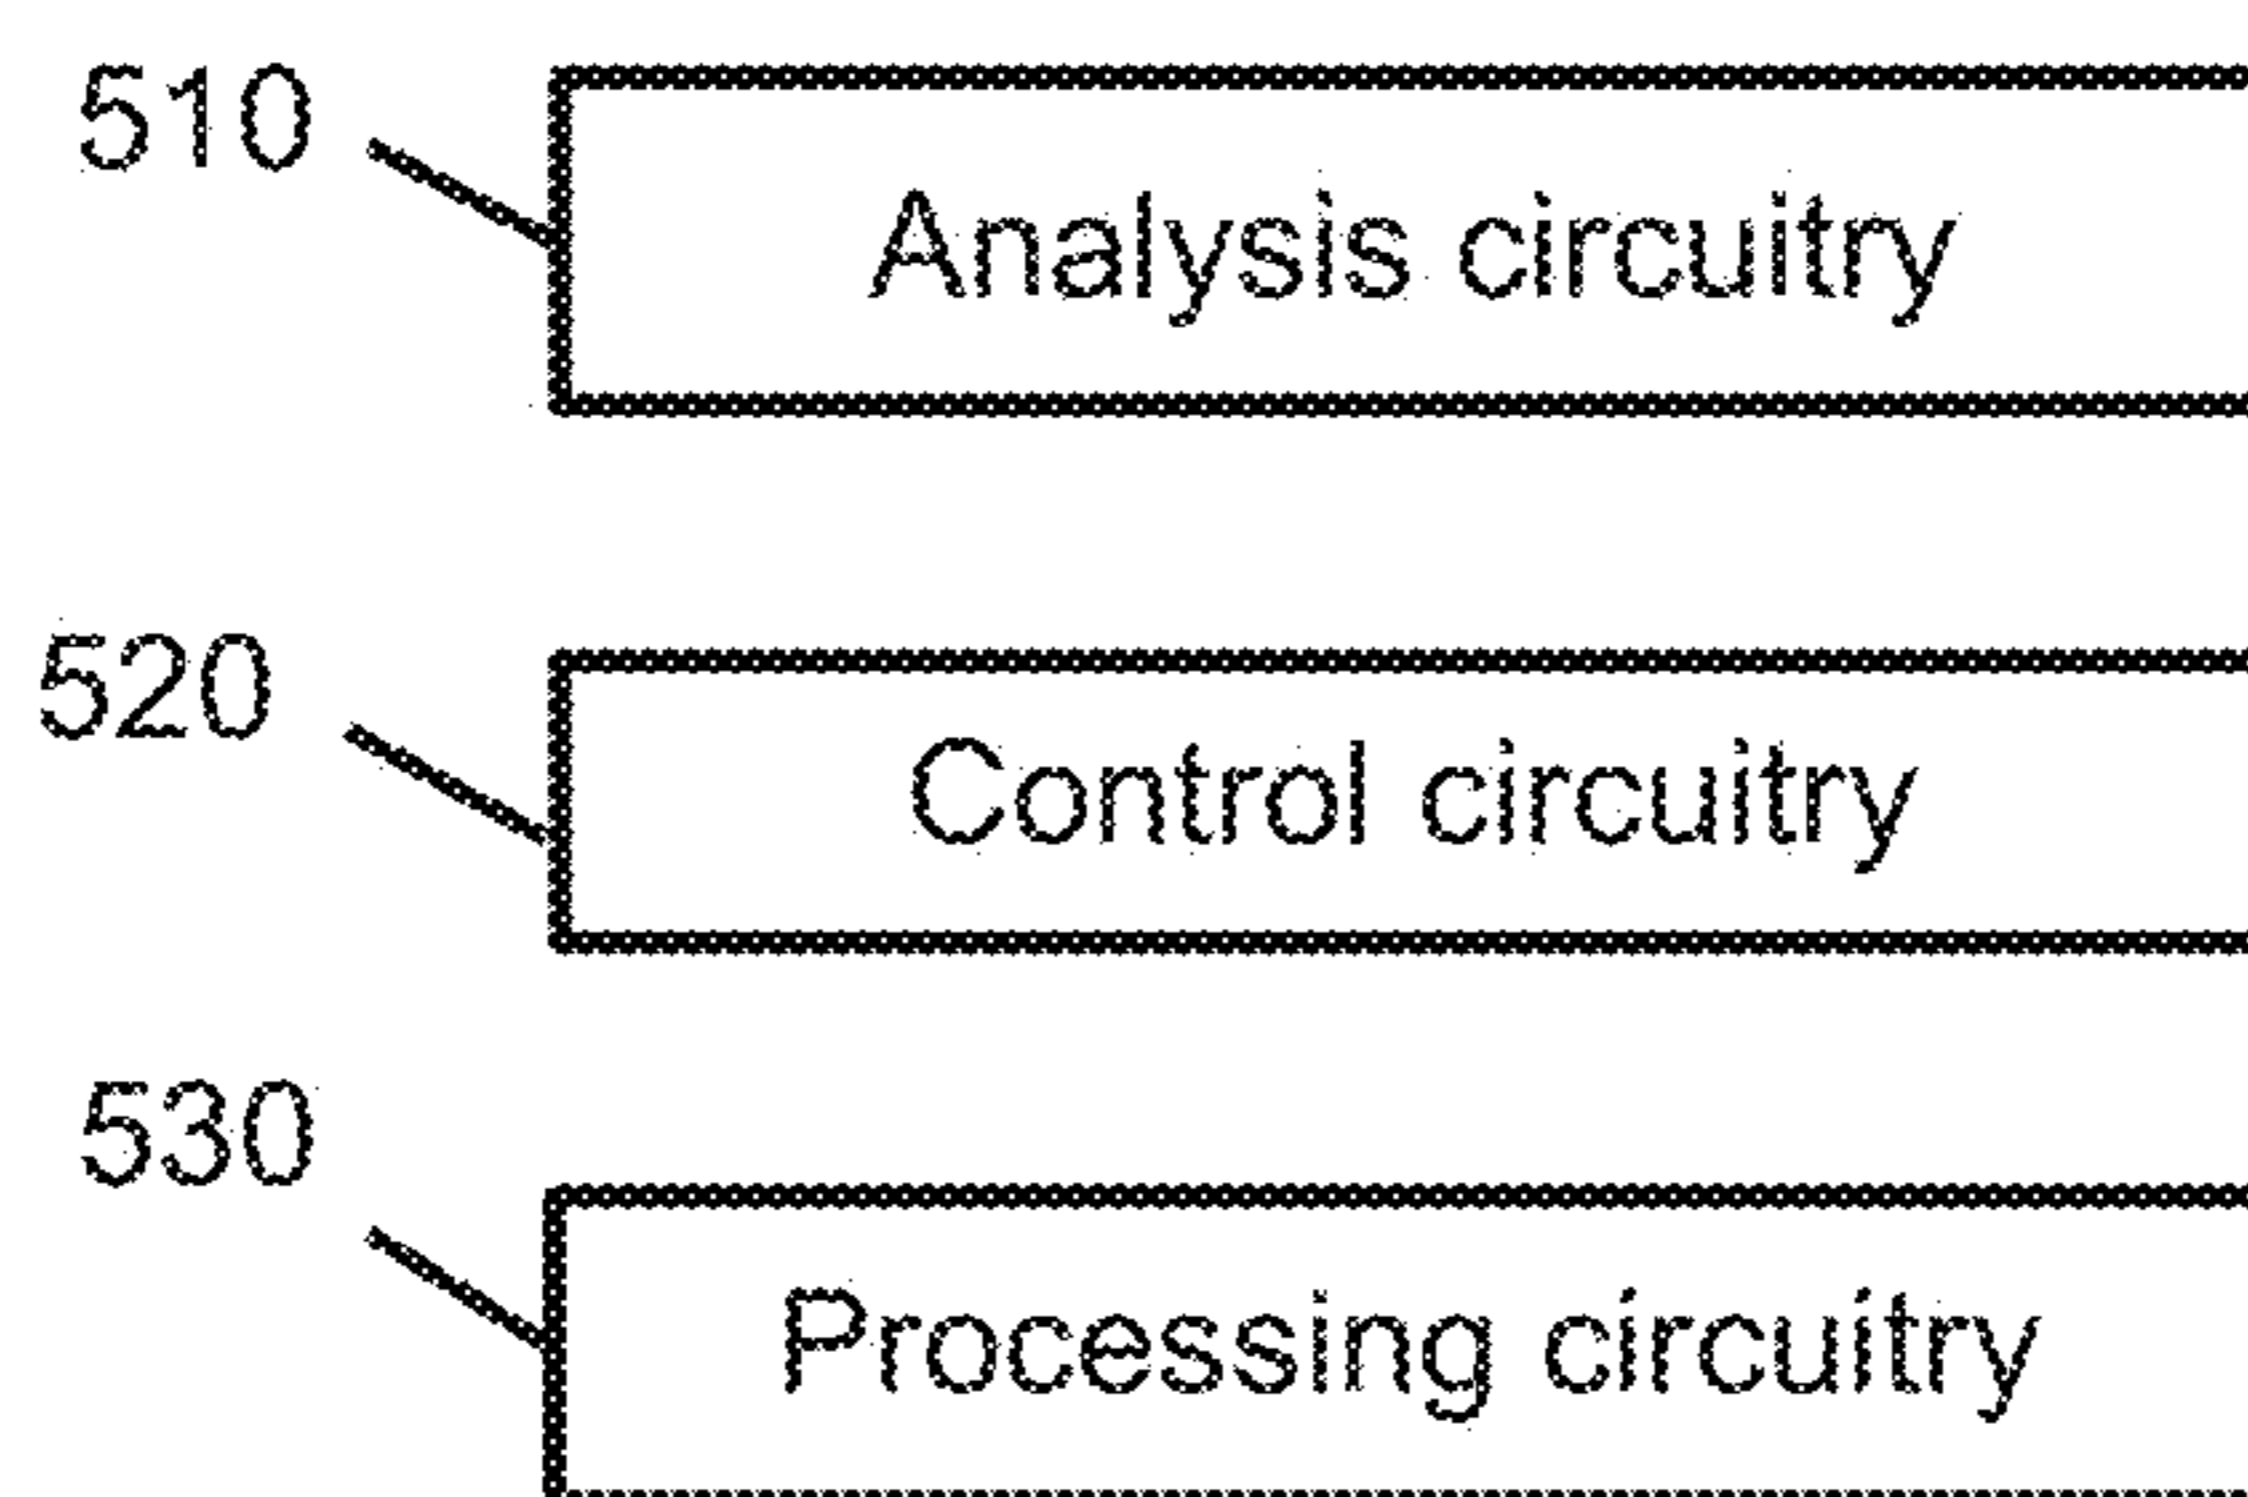 510
Analysis circuitry
520
Control circuitry
530
Processing circuitry